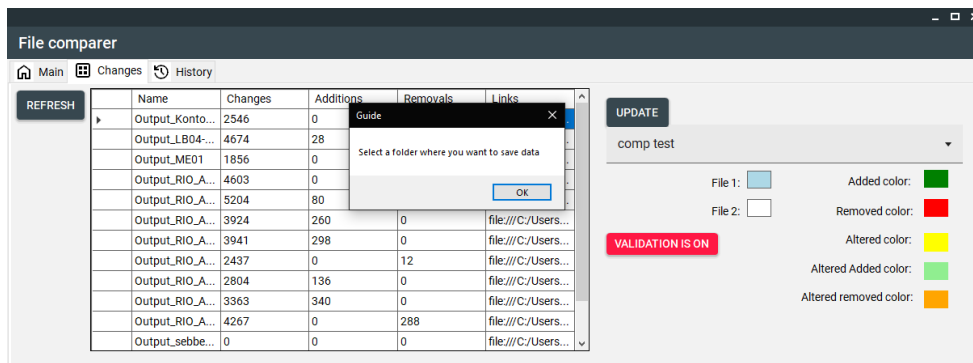 File comparer
Main Changes History
REFRESH
Name Changes Additions Removals Links
Output_Konto... 2546 0
Output_LB04-... 4674 28
Output_ME01 1856 0
Output_RIO_A... 4603 0
Output_RIO_A... 5204 80
Output_RIO_A... 3924 260 0 file:///C:/Users...
Output_RIO_A... 3941 298 0 file:///C:/Users...
Output_RIO_A... 2437 0 12 file:///C:/Users...
Output_RIO_A... 2804 136 0 file:///C:/Users...
Output_RIO_A... 3363 340 0 file:///C:/Users...
Output_RIO_A... 4267 0 288 file:///C:/Users...
Output_sebbe... 0 0 0 file:///C:/Users...
Guide
Select a folder where you want to save data
OK
UPDATE
comp test
File 1: Added color:
File 2: Removed color:
VALIDATION IS ON Altered color:
Altered Added color:
Altered removed color: